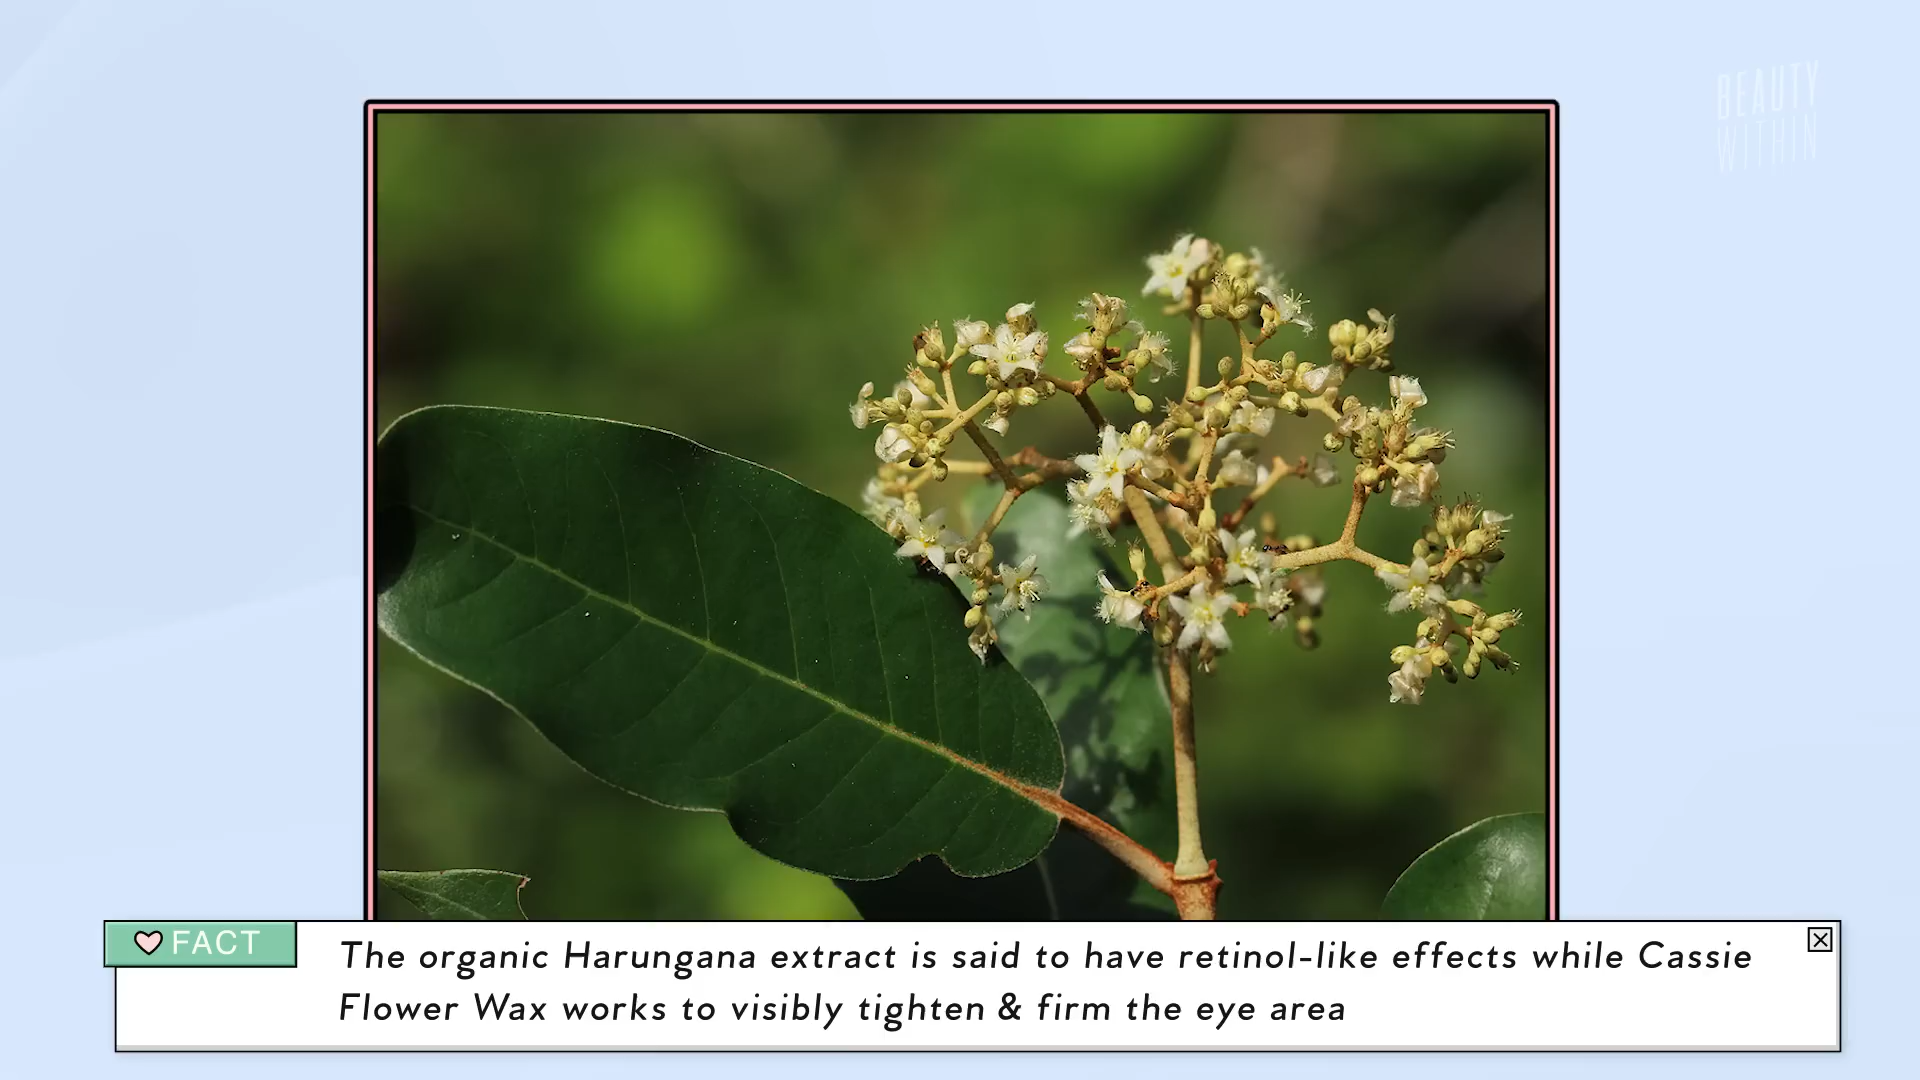 BEAUTY
WITHIN
FACT
The organic Harungana extract is said to have retinol-like effects while Cassie
Flower Wax works to visibly tighten & firm the eye area